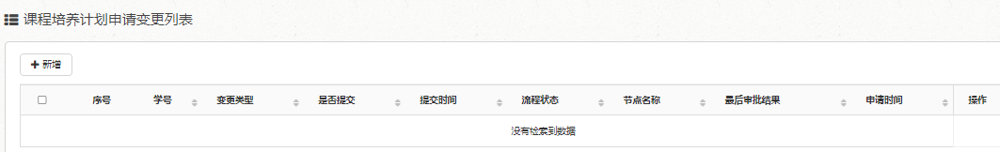 课程培养计划申请变更列表
新增
序号 学号 变更类型 是否提交 提交时间 流程状态 节点名称 最后审批结果 申请时间 操作
没有检索到数据